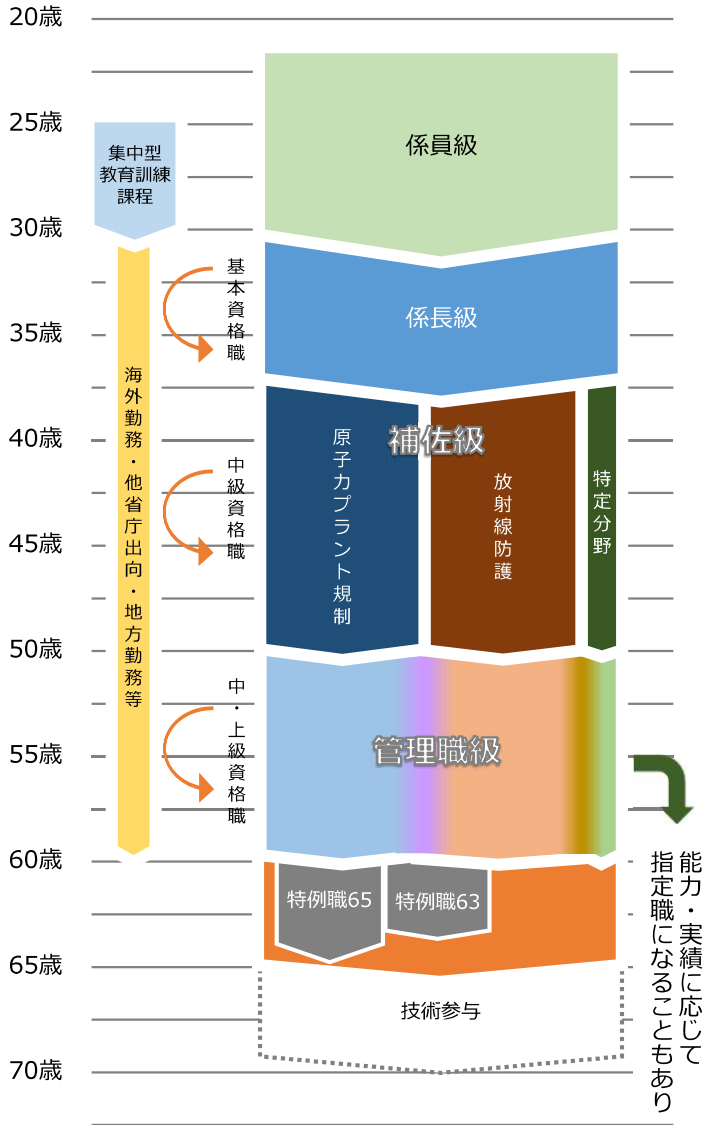 20歳
25歳
30歳
35歳
40歳
45歳
50歳
55歳
60歳
65歳
70歳
集中型
教育訓練
課程
海外勤務・他省庁出向・地方勤務等
基本資格職
中級資格職
中・上級資格職
係員級
係長級
補佐級
原子力プラント規制
放射線防護
特定分野
管理職級
特例職65
特例職63
技術参与
能力・実績に応じて
指定職になることもあり